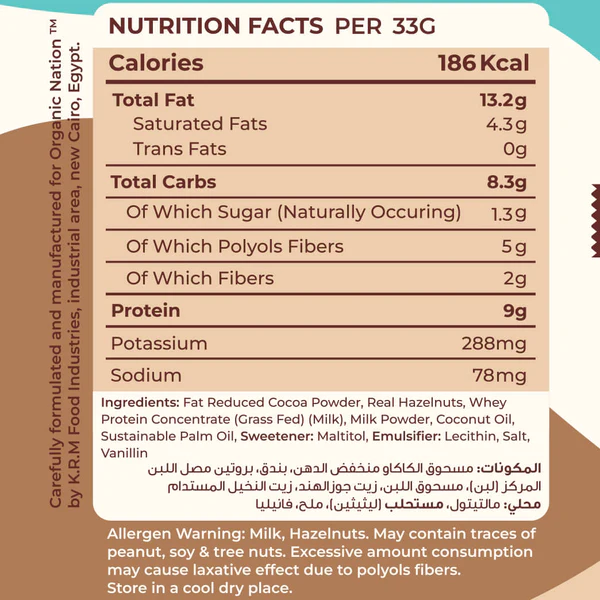 NUTRITION FACTS PER 33G
Calories 186 Kcal
Total Fat 13.2g
Saturated Fats 4.3g
Trans Fats 0g
Total Carbs 8.3g
Of Which Sugar (Naturally Occuring) 1.3g
Of Which Polyols Fibers 5g
Of Which Fibers 2g
Protein 9g
Potassium 288mg
Sodium 78mg
Ingredients: Fat Reduced Cocoa Powder, Real Hazelnuts, Whey
Protein Concentrate (Grass Fed) (Milk), Milk Powder, Coconut Oil,
Sustainable Palm Oil, Sweetener: Maltitol, Emulsifier: Lecithin, Salt,
Vanillin
المكونات: مسحوق الكاكاو منخفض الدهن، بندق، بروتين مصل اللبن
المركز (لبن)، مسحوق اللبن، زيت جوزالهند، زيت النخيل المستدام
محلي: مالتيتول، مستحلب (ليثيثين)، ملح، فانيليا
Allergen Warning: Milk, Hazelnuts. May contain traces of
peanut, soy & tree nuts. Excessive amount consumption
may cause laxative effect due to polyols fibers.
Store in a cool dry place.
Carefully formulated and manufactured for Organic Nation ™
by K.R.M Food Industries, industrial area, new Cairo, Egypt.